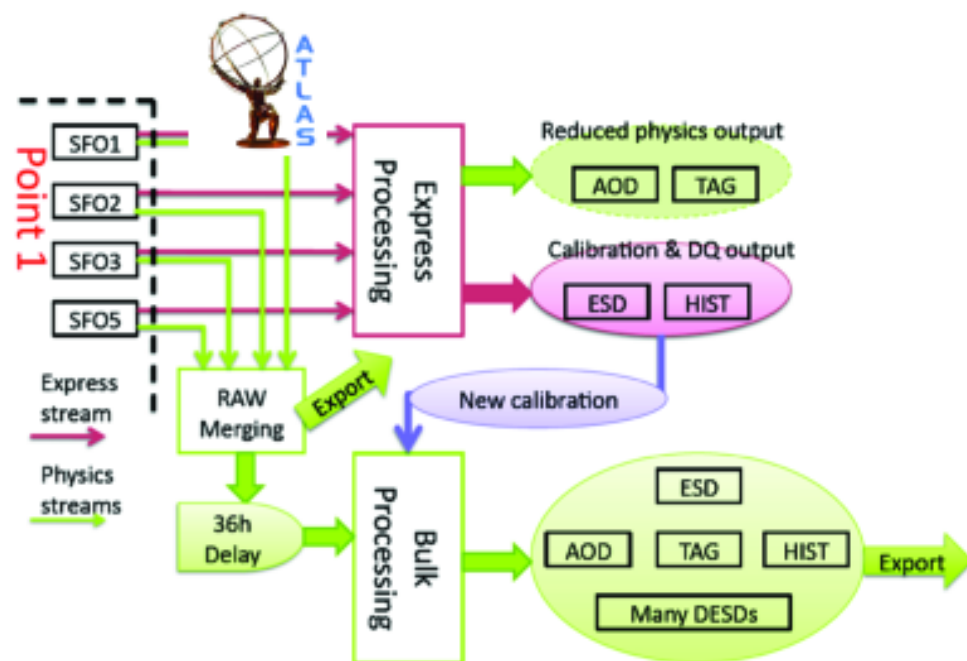 ATLAS
Point 1
SFO1
SFO2
SFO3
SFO5
Express
stream
Physics
streams
Express
Processing
Reduced physics output
AOD
TAG
Calibration & DQ output
ESD
HIST
RAW
Merging
Export
New calibration
36h
Delay
Bulk
Processing
ESD
AOD
TAG
HIST
Many DESDs
Export